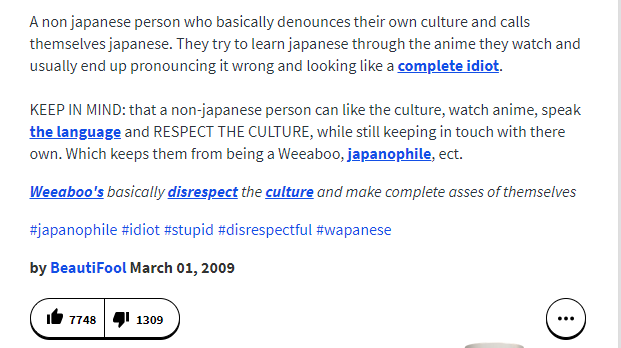 A non japanese person who basically denounces their own culture and calls
themselves japanese. They try to learn japanese through the anime they watch and
usually end up pronouncing it wrong and looking like a complete idiot.
KEEP IN MIND: that a non-japanese person can like the culture, watch anime, speak
the language and RESPECT THE CULTURE, while still keeping in touch with there
own. Which keeps them from being a Weeaboo, japanophile, ect.
Weeaboo's basically disrespect the culture and make complete asses of themselves
#japanophile #idiot #stupid #disrespectful #wapanese
by BeautiFool March 01, 2009
7748 1309